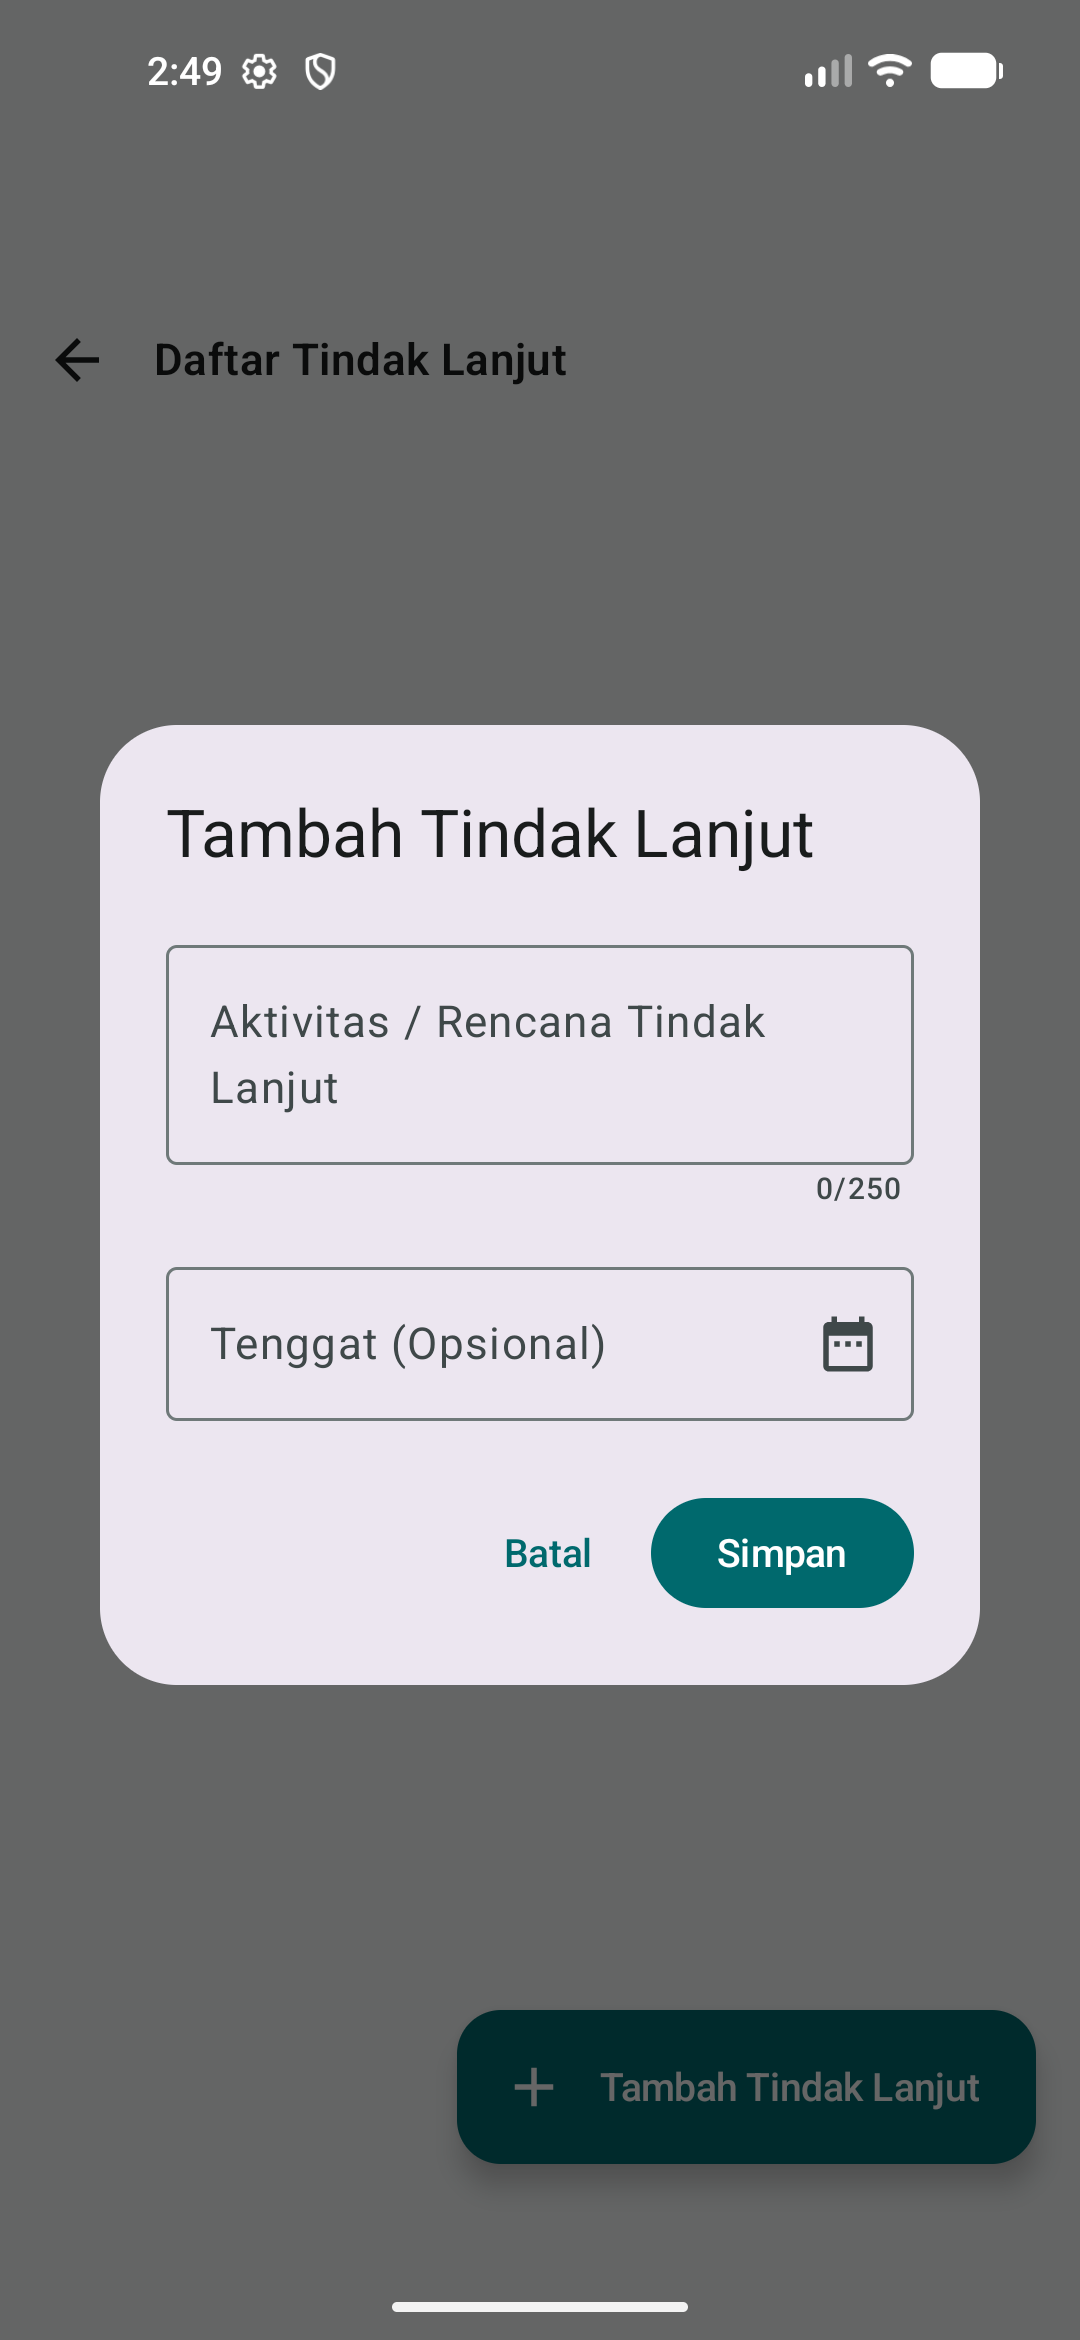 2:49
Daftar Tindak Lanjut
Tambah Tindak Lanjut
Aktivitas / Rencana Tindak
Lanjut
0/250
Tenggat (Opsional)
Batal
Simpan
Tambah Tindak Lanjut